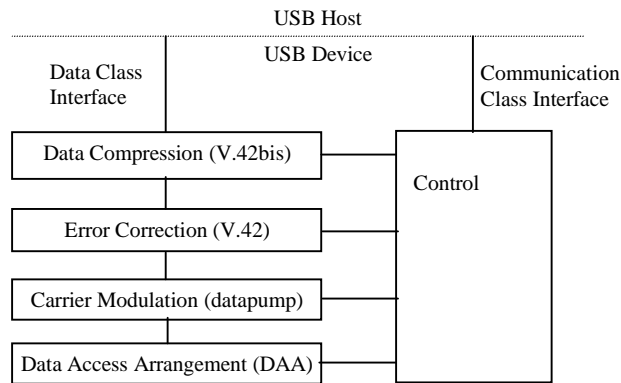 USB Host
USB Device
Data Class
Interface
Communication
Class Interface
Data Compression (V.42bis)
Control
Error Correction (V.42)
Carrier Modulation (datapump)
Data Access Arrangement (DAA)